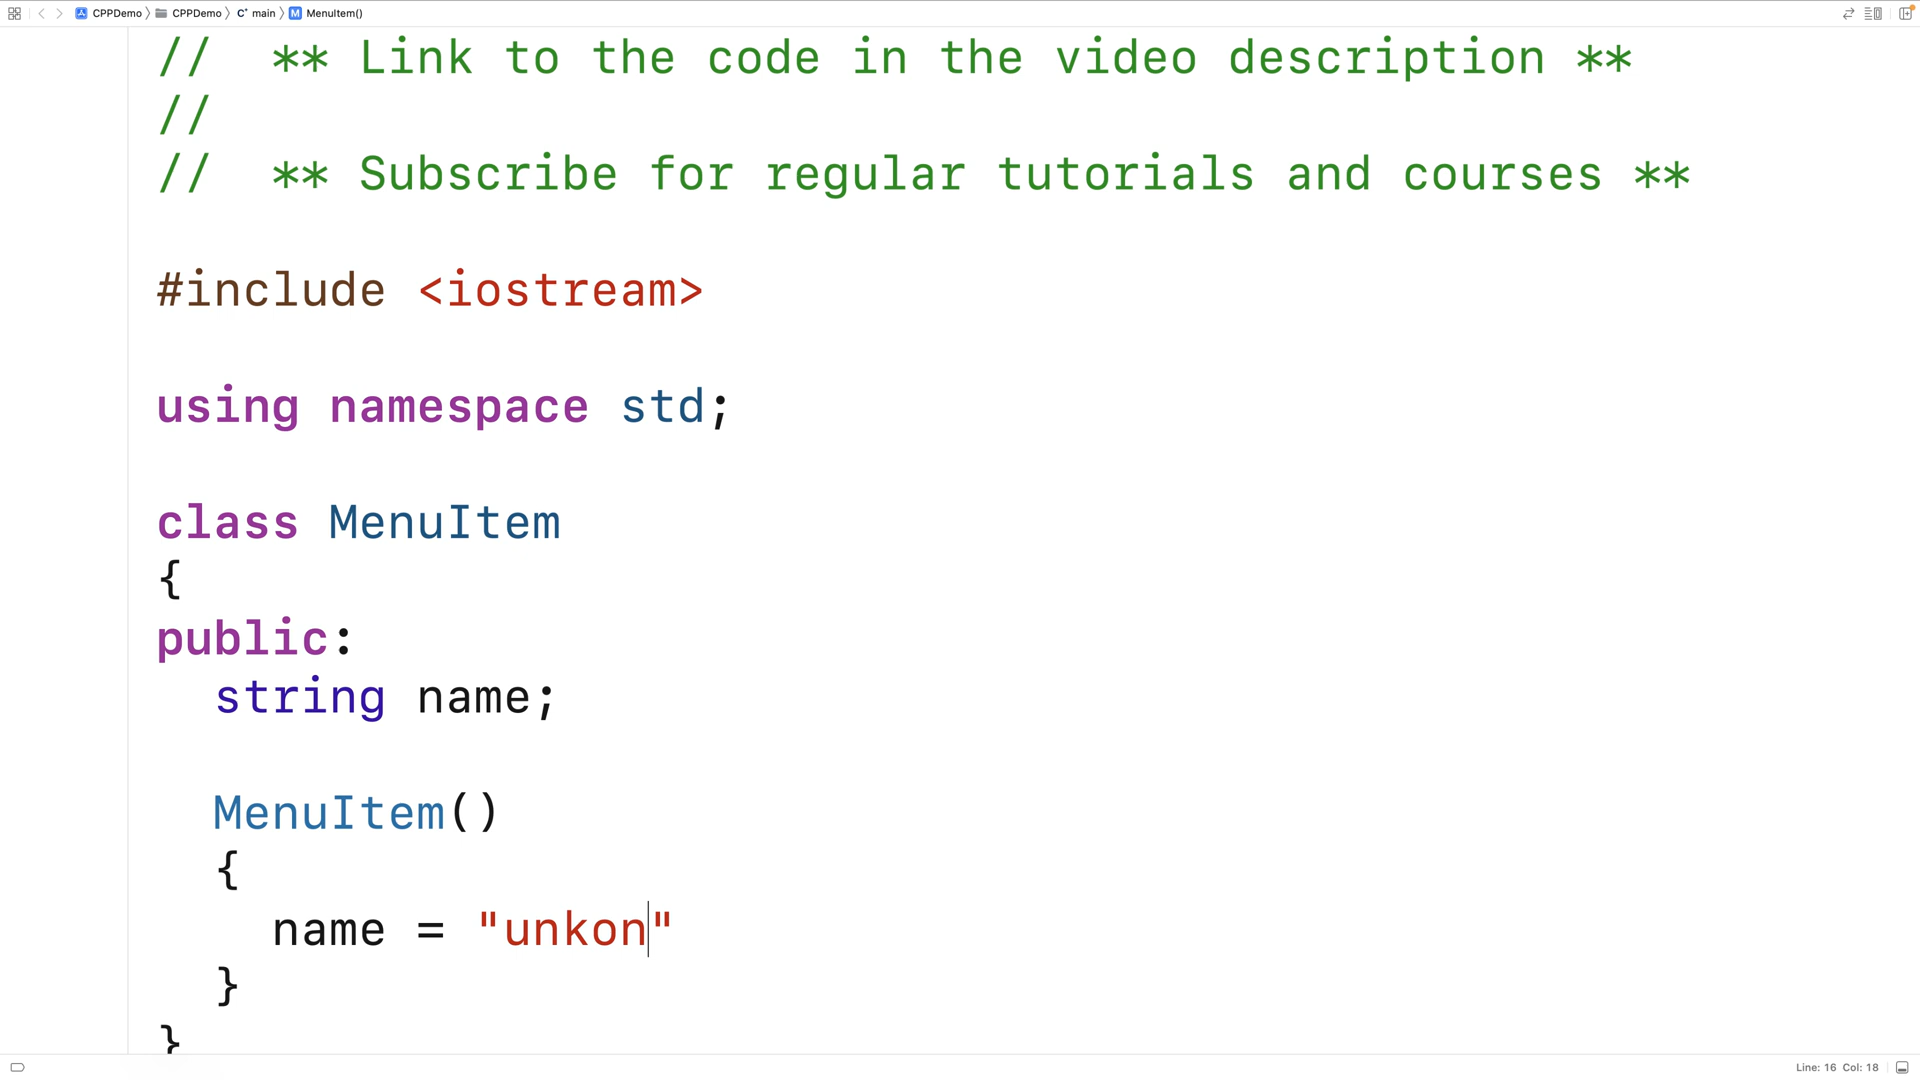 CPPDemo 〉 CPPDemo 〉 C⁺ main 〉 M MenuItem()
//  ** Link to the code in the video description **
//
//  ** Subscribe for regular tutorials and courses **
#include <iostream>
using namespace std;
class MenuItem
{
public:
  string name;
  MenuItem()
  {
    name = "unkon"
  }
}
Line: 16 Col: 18